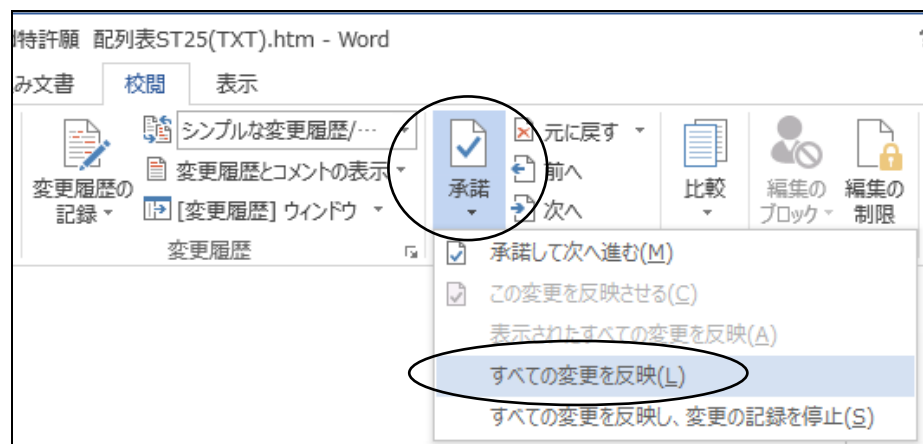 特許願 配列表ST25(TXT).htm - Word
み文書 校閲 表示
変更履歴の
記録
シンプルな変更履歴/…
変更履歴とコメントの表示
[変更履歴] ウィンドウ
変更履歴
承諾
元に戻す
前へ
次へ
比較
編集の
ブロック
編集の
制限
承諾して次へ進む(M)
この変更を反映させる(C)
表示されたすべての変更を反映(A)
すべての変更を反映(L)
すべての変更を反映し、変更の記録を停止(S)